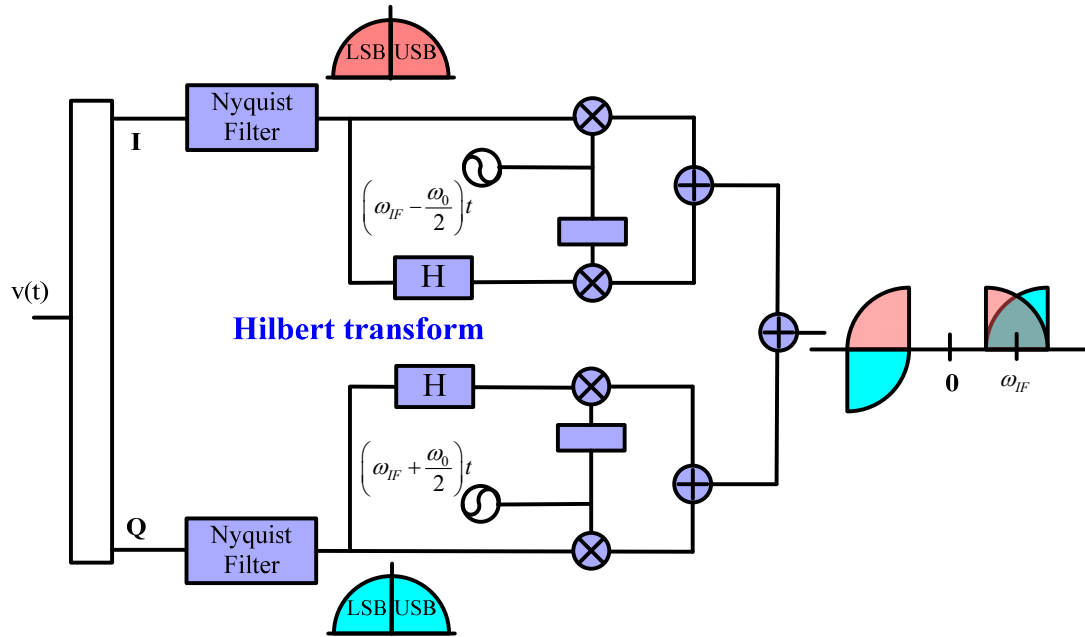 LSB USB
Nyquist
Filter
I
(ω_IF − ω_0/2)t
H
v(t)
Hilbert transform
0
ω_IF
H
(ω_IF + ω_0/2)t
Q
Nyquist
Filter
LSB USB